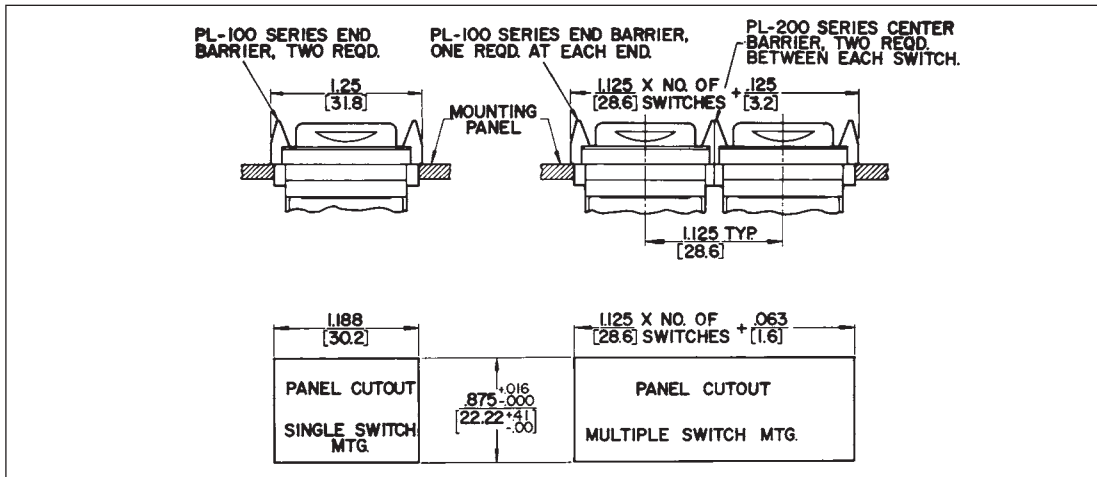 PL-100 SERIES END
BARRIER, TWO REQD.
PL-100 SERIES END BARRIER,
ONE REQD. AT EACH END.
PL-200 SERIES CENTER
BARRIER, TWO REQD.
BETWEEN EACH SWITCH.
1.25
[31.8]
MOUNTING
PANEL
1.125 X NO. OF + .125
[28.6] SWITCHES [3.2]
1.125 TYP.
[28.6]
1.188
[30.2]
1.125 X NO. OF + .063
[28.6] SWITCHES [1.6]
PANEL CUTOUT
SINGLE SWITCH
MTG.
.875 +.016 -.000
[22.22 +.41 -.00]
PANEL CUTOUT
MULTIPLE SWITCH MTG.